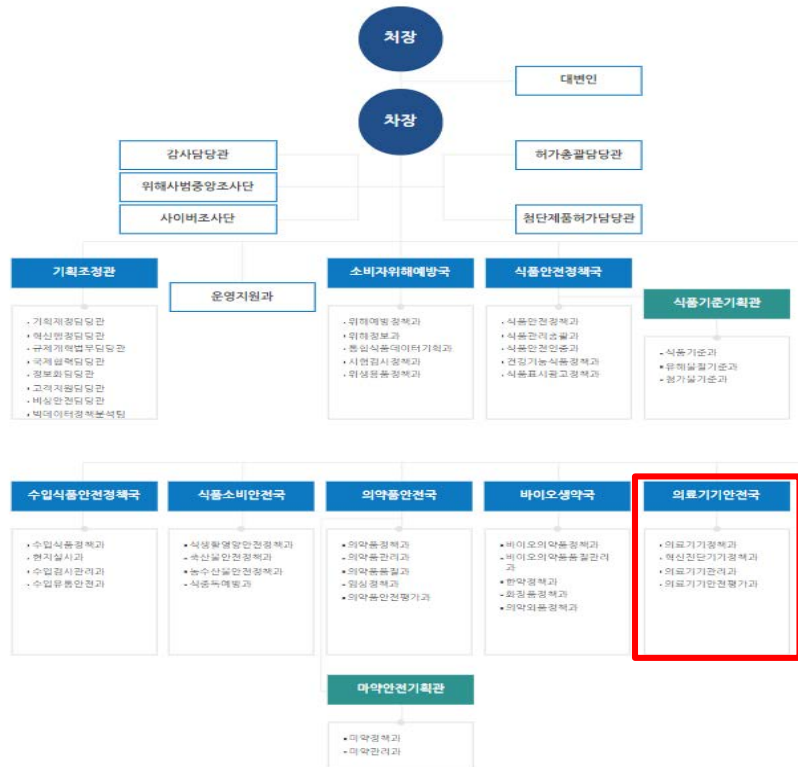 처장
대변인
차장
감사담당관
허가총괄담당관
위해사범중앙조사단
사이버조사단
첨단제품허가담당관
기획조정관
운영지원과
소비자위해예방국
식품안전정책국
식품기준기획관
• 기획재정담당관
• 혁신행정담당관
• 규제개혁법무담당관
• 국제협력담당관
• 정보화담당관
• 고객지원담당관
• 비상안전담당관
• 빅데이터정책분석팀
• 위해예방정책과
• 위해정보과
• 통합식품데이터기획과
• 시험검사정책과
• 위생용품정책과
• 식품안전정책과
• 식품관리총괄과
• 식품안전인증과
• 건강기능식품정책과
• 식품표시광고정책과
• 식품기준과
• 유해물질기준과
• 첨가물기준과
수입식품안전정책국
식품소비안전국
의약품안전국
바이오생약국
의료기기안전국
• 수입식품정책과
• 현지실사과
• 수입검사관리과
• 수입유통안전과
• 식생활영양안전정책과
• 축산물안전정책과
• 농수산물안전정책과
• 식중독예방과
• 의약품정책과
• 의약품관리과
• 의약품품질과
• 임상정책과
• 의약품안전평가과
• 바이오의약품정책과
• 바이오의약품품질관리
과
• 한약정책과
• 화장품정책과
• 의약외품정책과
• 의료기기정책과
• 혁신진단기기정책과
• 의료기기관리과
• 의료기기안전평가과
마약안전기획관
• 마약정책과
• 마약관리과